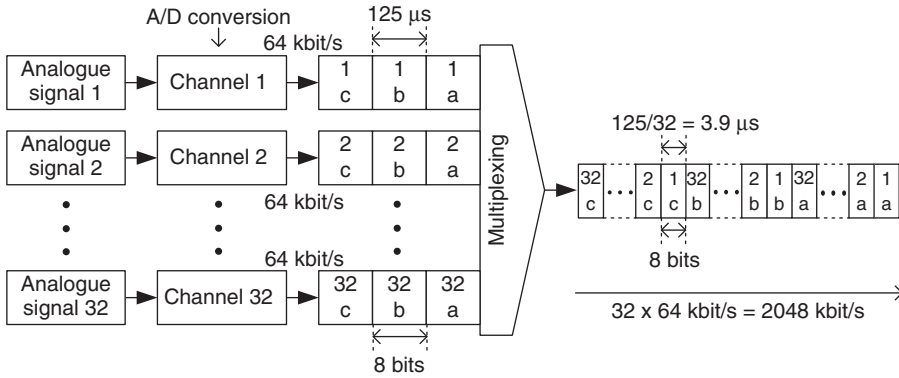 A/D conversion
125 µs
64 kbit/s
Analogue signal 1
Channel 1
1 1 1
c b a
Analogue signal 2
Channel 2
2 2 2
c b a
64 kbit/s
64 kbit/s
Analogue signal 32
Channel 32
32 32 32
c b a
8 bits
Multiplexing
125/32 = 3.9 µs
32 2 1 32 2 1 32 2 1
c c c b b b a a a
8 bits
32 x 64 kbit/s = 2048 kbit/s